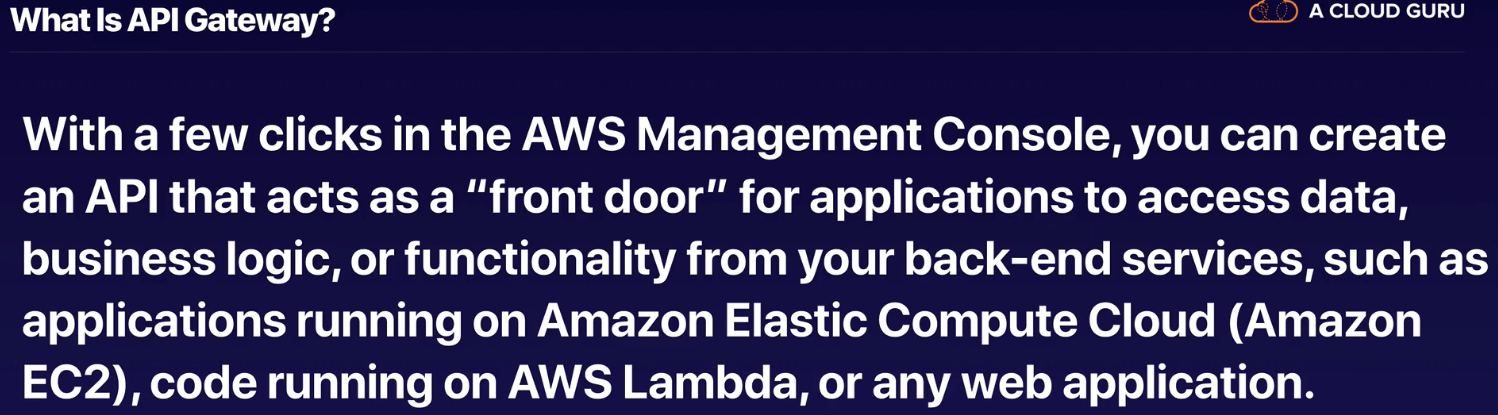 What Is API Gateway?
A CLOUD GURU
With a few clicks in the AWS Management Console, you can create
an API that acts as a “front door” for applications to access data,
business logic, or functionality from your back-end services, such as
applications running on Amazon Elastic Compute Cloud (Amazon
EC2), code running on AWS Lambda, or any web application.